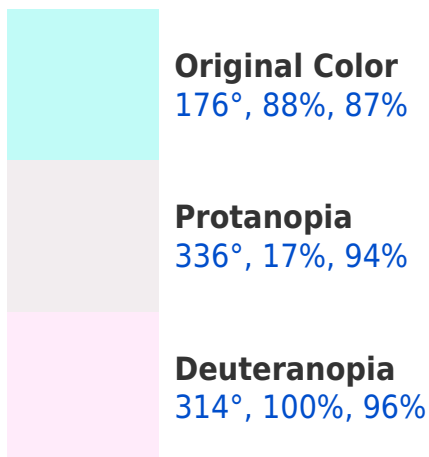 Original Color
176°, 88%, 87%
Protanopia
336°, 17%, 94%
Deuteranopia
314°, 100%, 96%